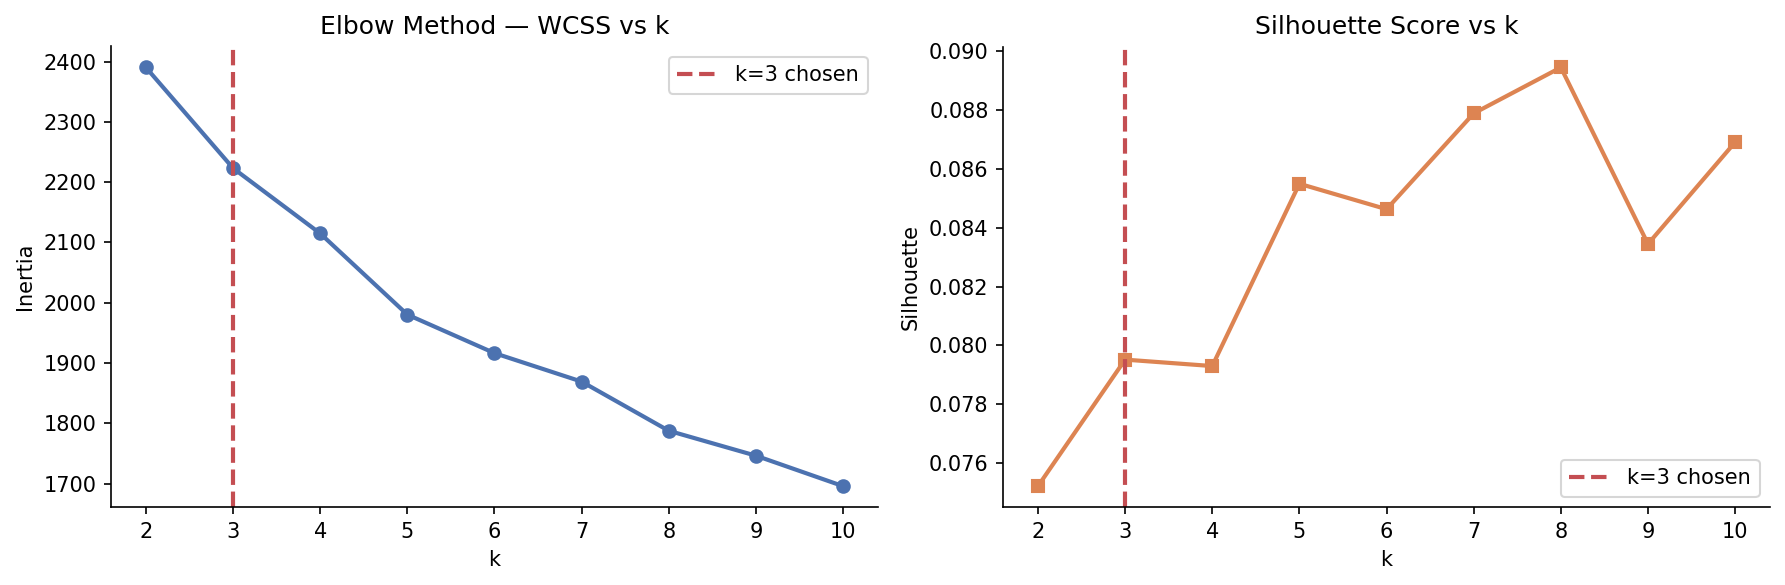 Elbow Method — WCSS vs k
2400
2300
2200
2100
2000
1900
1800
1700
Inertia
k=3 chosen
2 3 4 5 6 7 8 9 10
k
Silhouette Score vs k
0.090
0.088
0.086
0.084
0.082
0.080
0.078
0.076
Silhouette
k=3 chosen
2 3 4 5 6 7 8 9 10
k